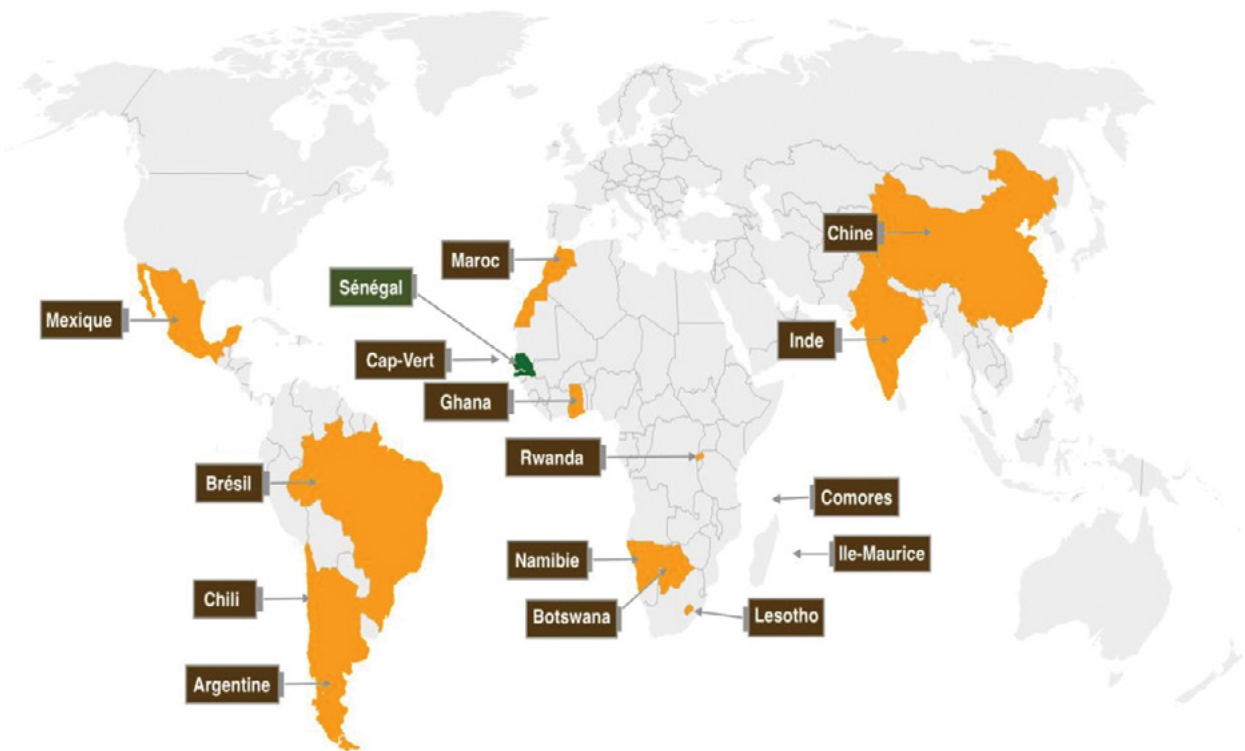 Maroc
Chine
Sénégal
Mexique
Inde
Cap-Vert
Ghana
Rwanda
Brésil
Comores
Namibie
Ile-Maurice
Chili
Botswana
Lesotho
Argentine